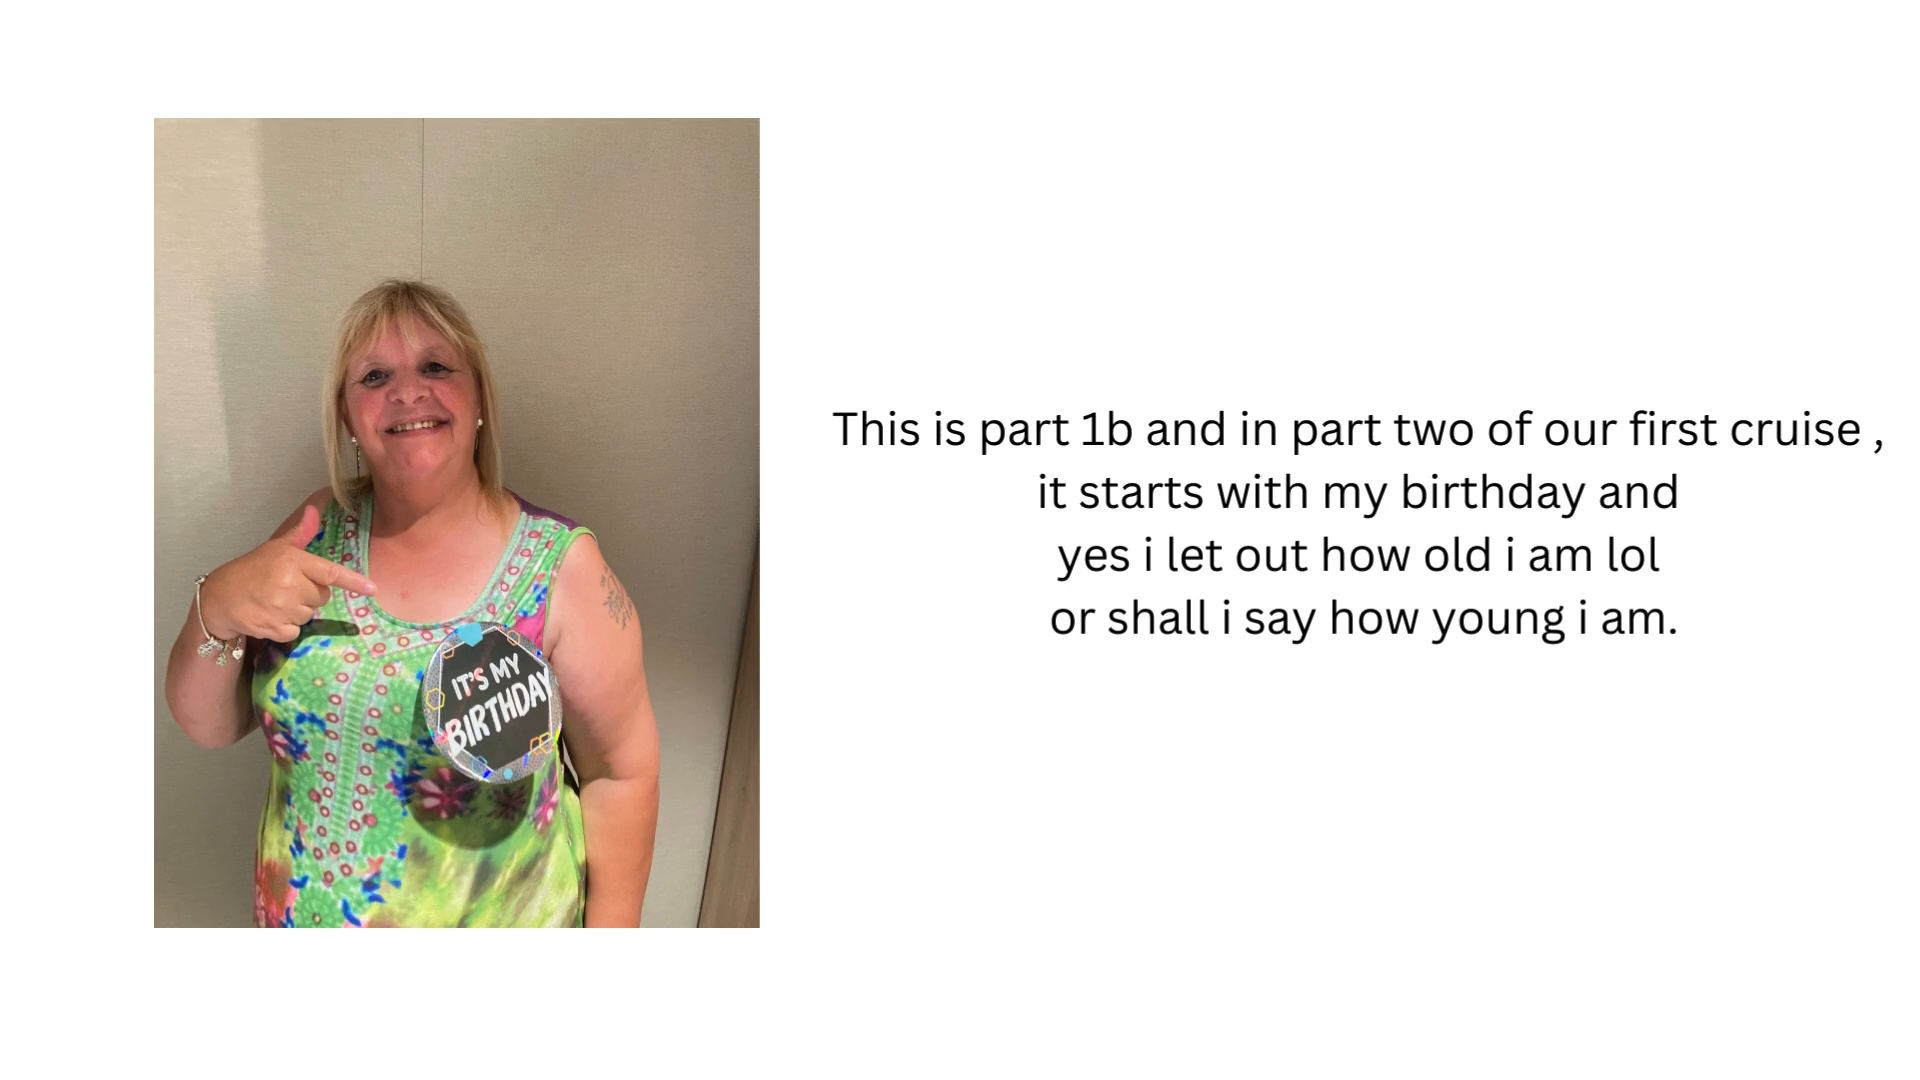 IT'S MY
BIRTHDAY
This is part 1b and in part two of our first cruise ,
it starts with my birthday and
yes i let out how old i am lol
or shall i say how young i am.